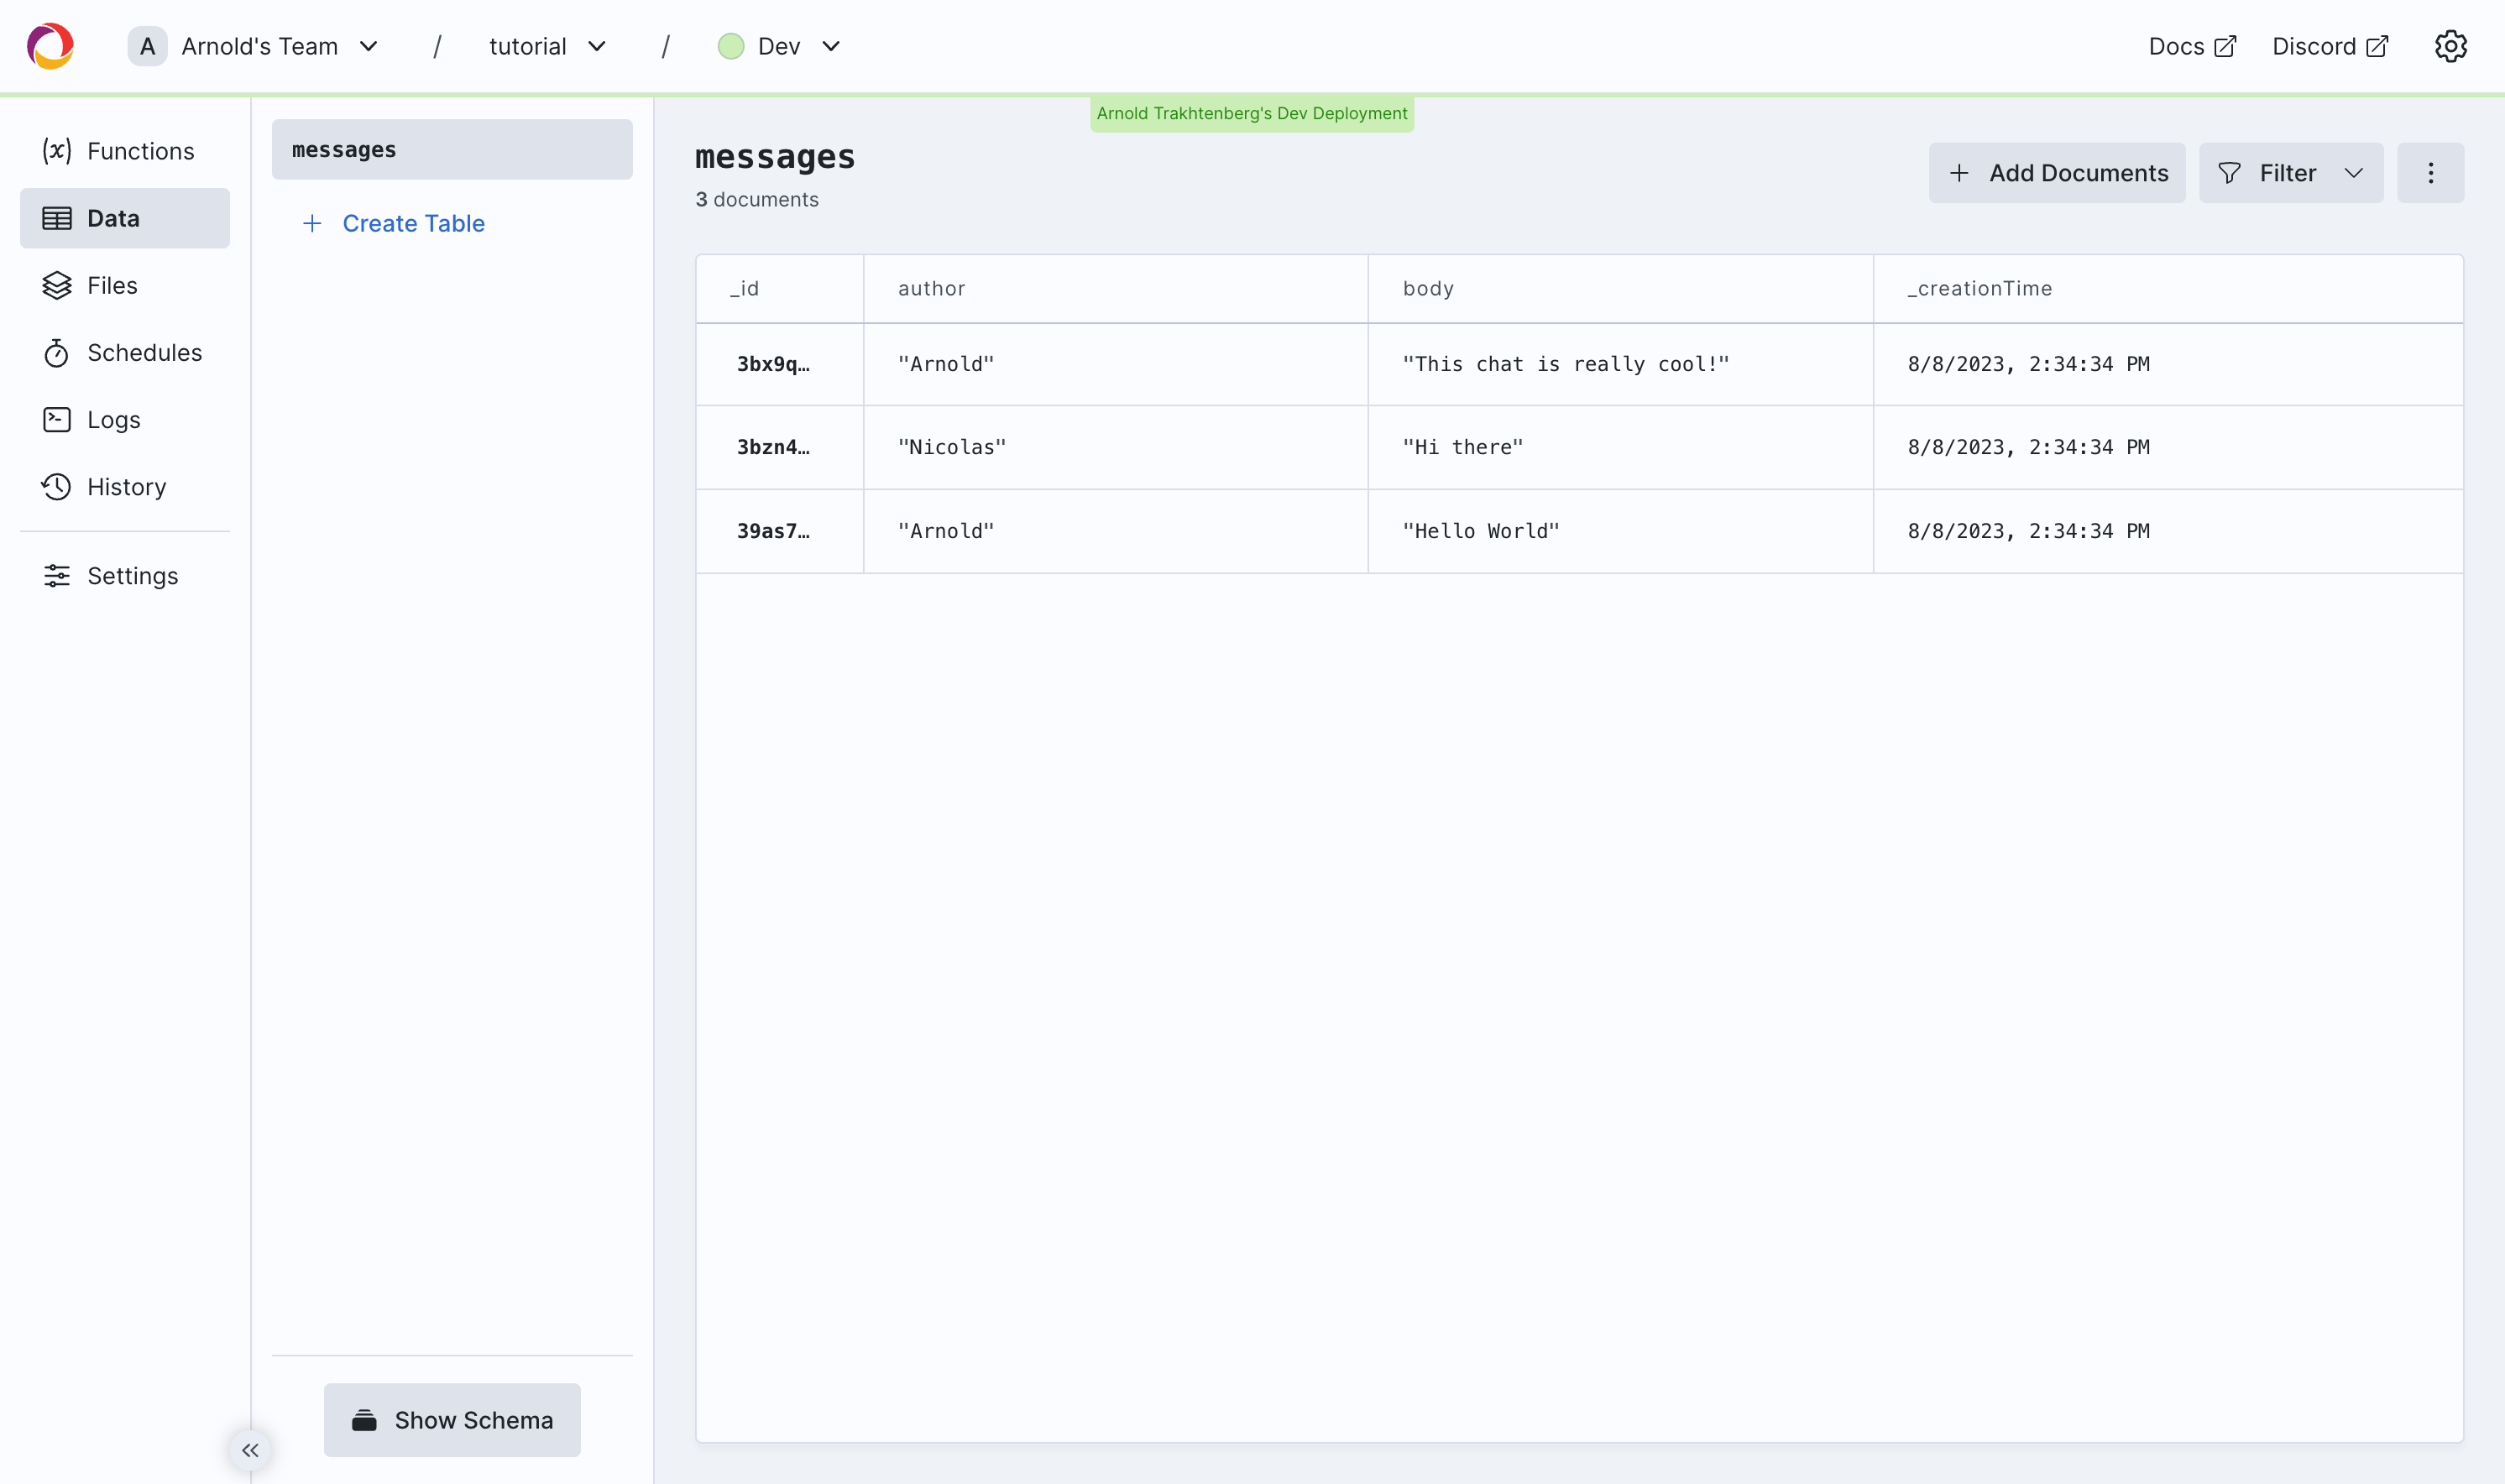 A Arnold's Team / tutorial / Dev Docs Discord
Arnold Trakhtenberg's Dev Deployment
(x) Functions
Data
Files
Schedules
Logs
History
Settings
messages
+ Create Table
Show Schema
messages
3 documents
+ Add Documents Filter
_id author body _creationTime
3bx9q… "Arnold" "This chat is really cool!" 8/8/2023, 2:34:34 PM
3bzn4… "Nicolas" "Hi there" 8/8/2023, 2:34:34 PM
39as7… "Arnold" "Hello World" 8/8/2023, 2:34:34 PM